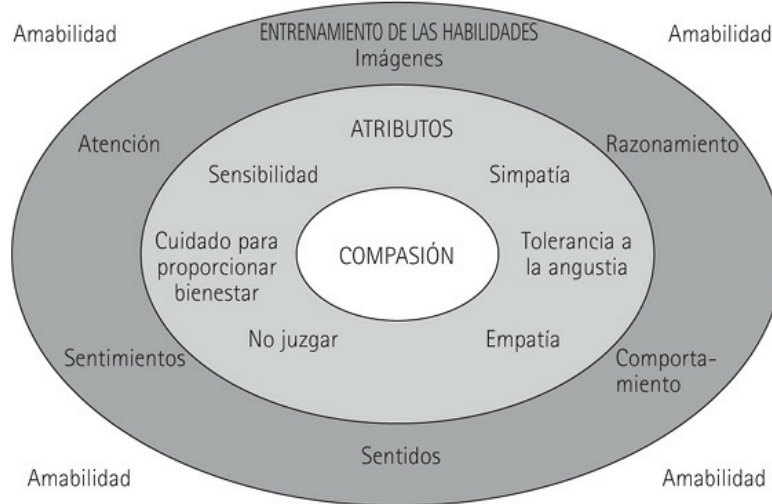 Amabilidad
ENTRENAMIENTO DE LAS HABILIDADES
Amabilidad
Imágenes
ATRIBUTOS
Atención
Razonamiento
Sensibilidad
Simpatía
Cuidado para
proporcionar
bienestar
COMPASIÓN
Tolerancia a
la angustia
No juzgar
Empatía
Sentimientos
Comporta-
miento
Sentidos
Amabilidad
Amabilidad